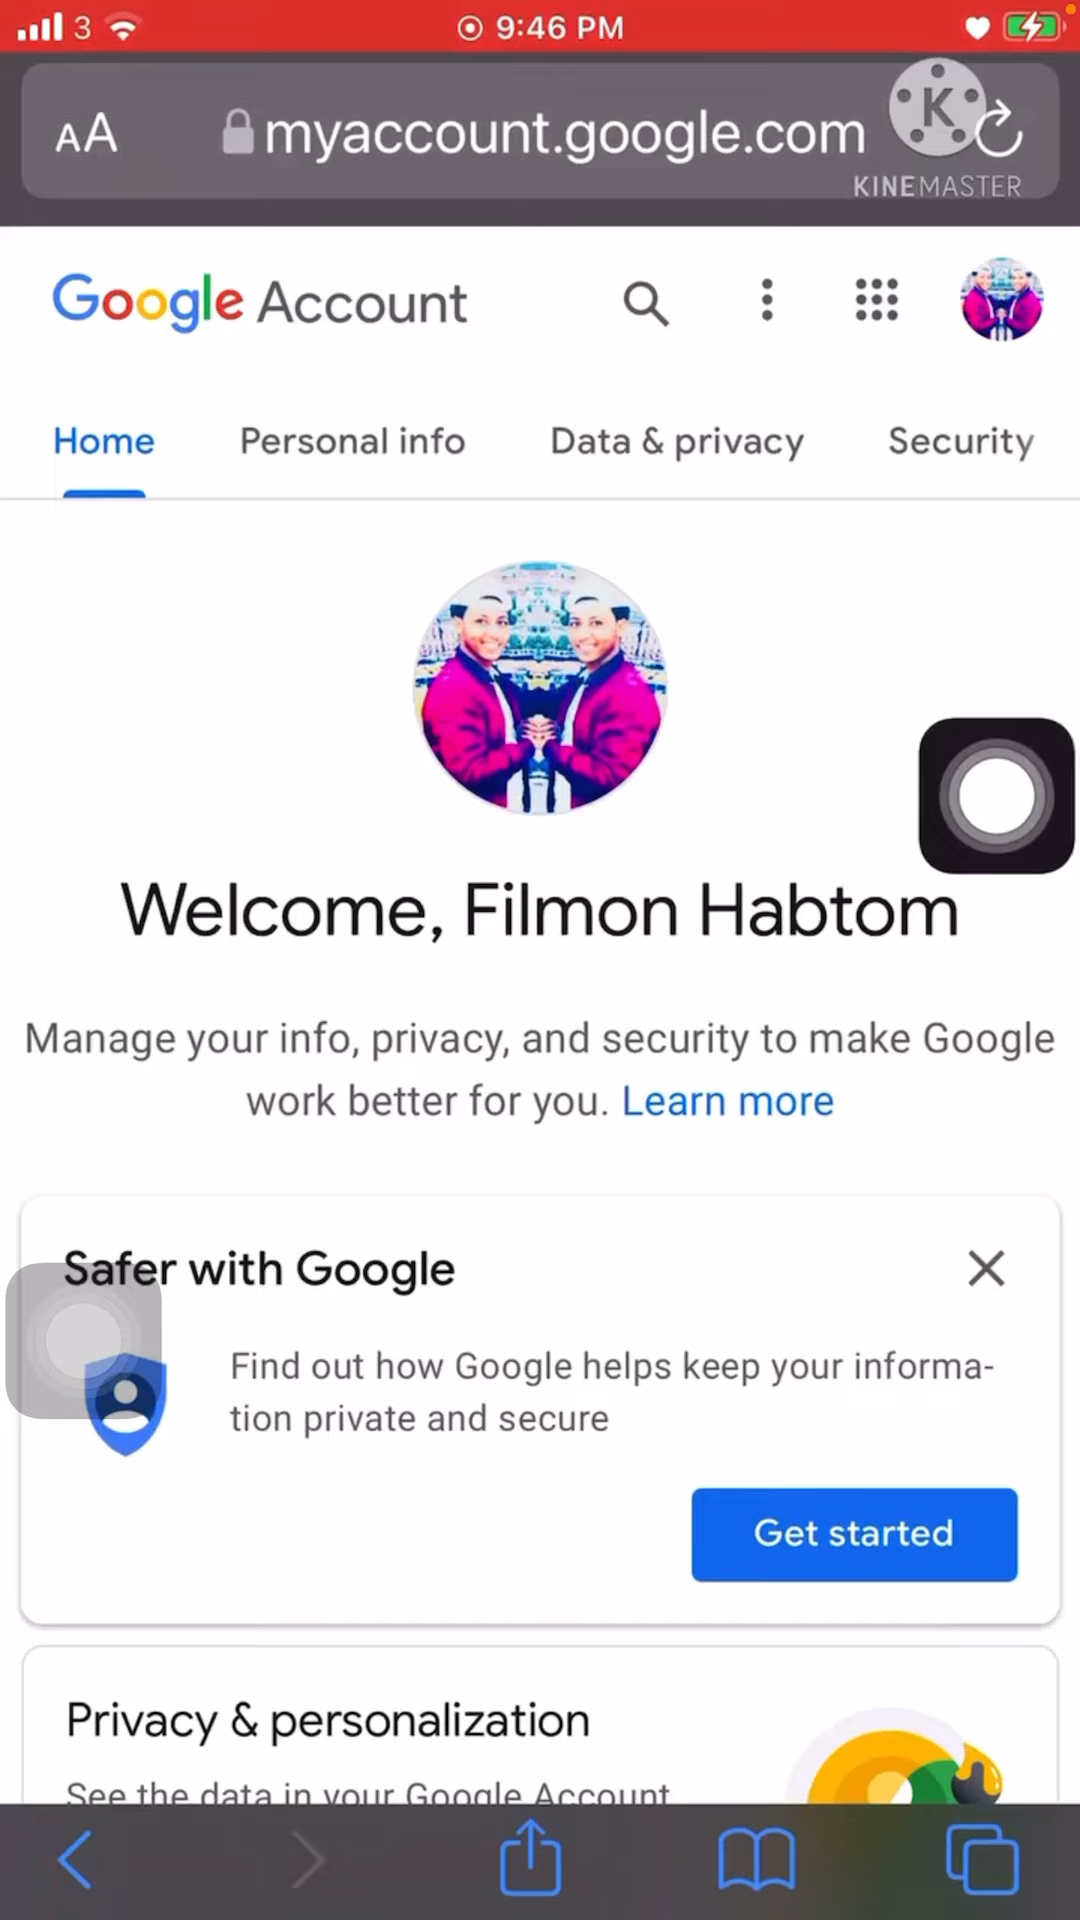 3 9:46 PM
AA myaccount.google.com
K
KINEMASTER
Google Account
Home Personal info Data & privacy Security
Welcome, Filmon Habtom
Manage your info, privacy, and security to make Google
work better for you. Learn more
Safer with Google
Find out how Google helps keep your informa-
tion private and secure
Get started
Privacy & personalization
See the data in your Google Account